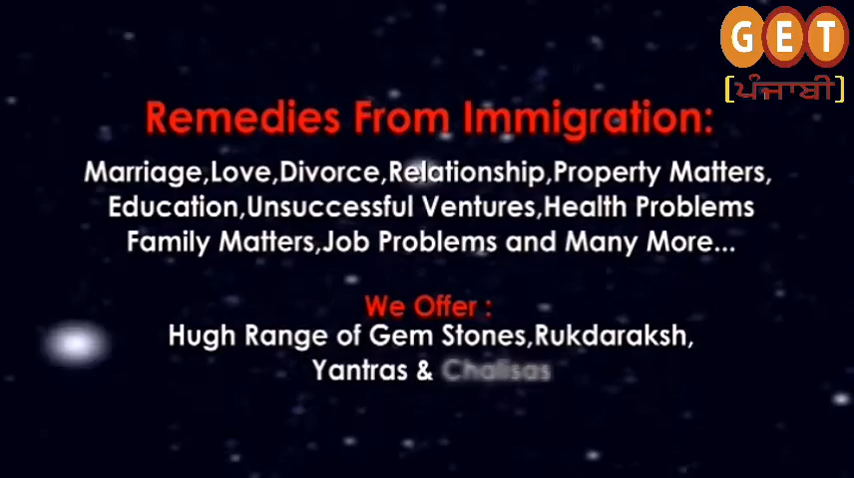 GET
[ਪੰਜਾਬੀ]
Remedies From Immigration:
Marriage,Love,Divorce,Relationship,Property Matters,
Education,Unsuccessful Ventures,Health Problems
Family Matters,Job Problems and Many More...
We Offer :
Hugh Range of Gem Stones,Rukdaraksh,
Yantras & Chalisas